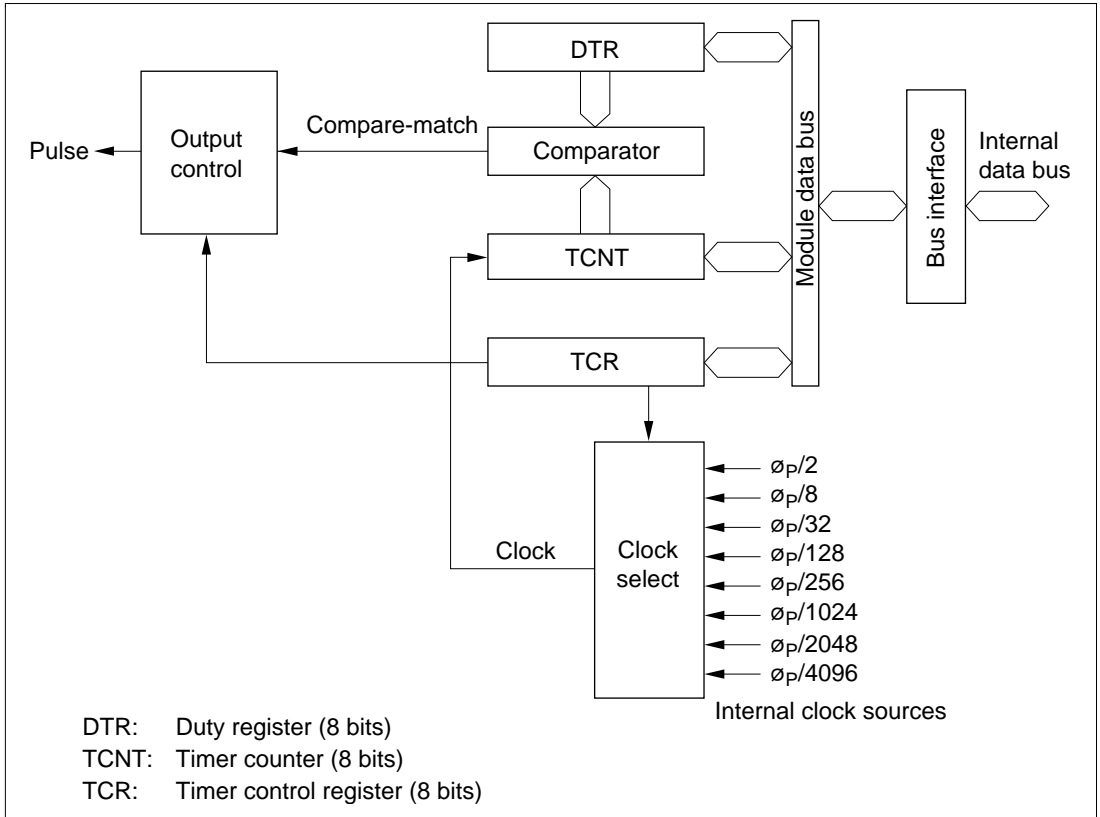 DTR
Compare-match
Pulse
Output
control
Comparator
Module data bus
Bus interface
Internal
data bus
TCNT
TCR
Clock
Clock
select
øP/2
øP/8
øP/32
øP/128
øP/256
øP/1024
øP/2048
øP/4096
Internal clock sources
DTR: Duty register (8 bits)
TCNT: Timer counter (8 bits)
TCR: Timer control register (8 bits)